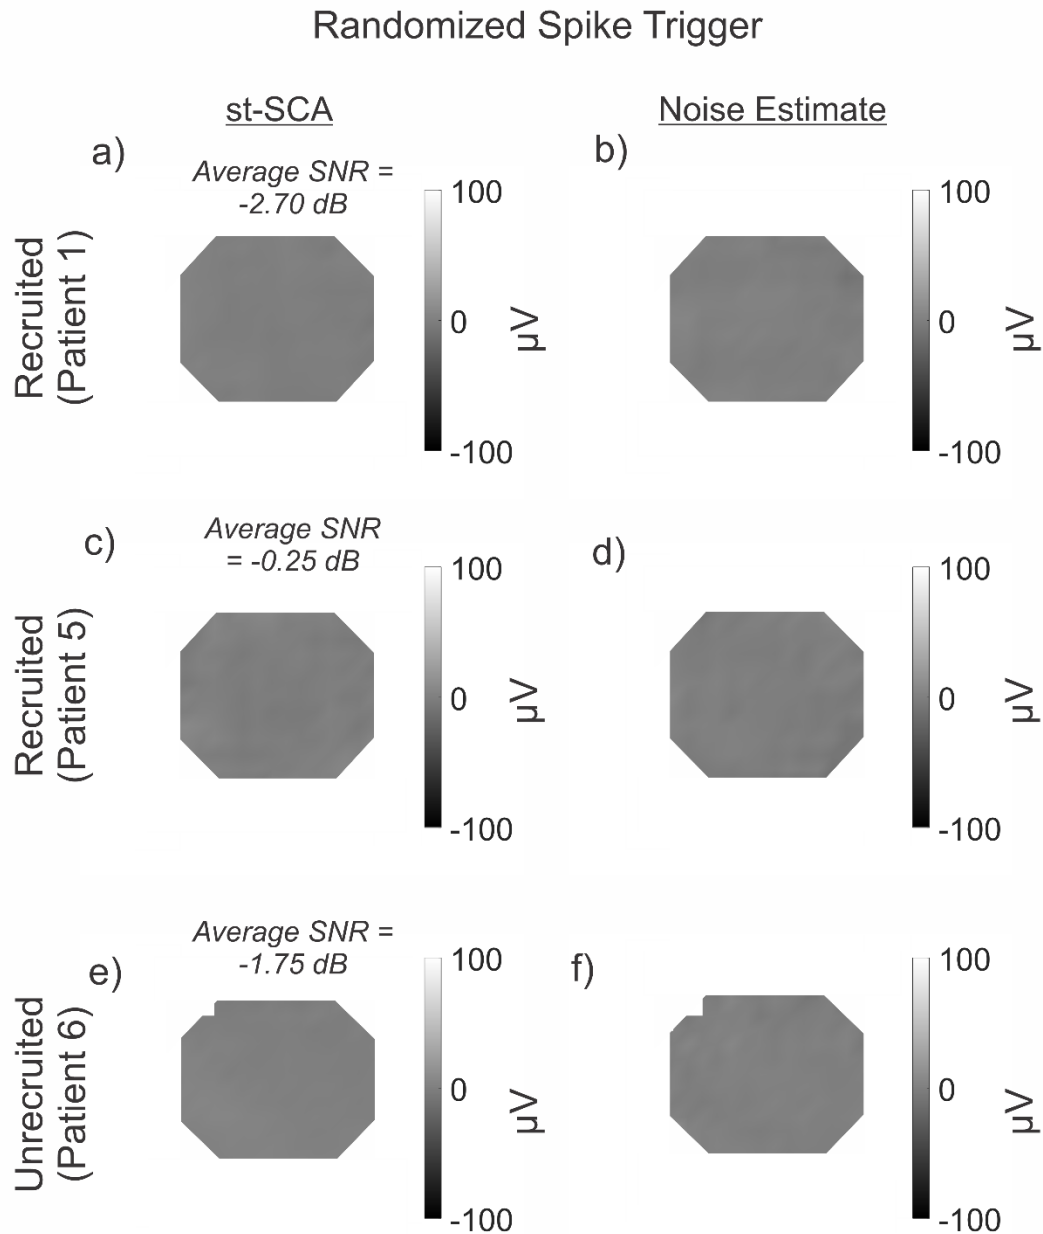 Randomized Spike Trigger
st-SCA
Noise Estimate
a)
Average SNR =
-2.70 dB
b)
Recruited
(Patient 1)
100
0
-100
µV
100
0
-100
µV
c)
Average SNR
= -0.25 dB
d)
Recruited
(Patient 5)
100
0
-100
µV
100
0
-100
µV
e)
Average SNR =
-1.75 dB
f)
Unrecruited
(Patient 6)
100
0
-100
µV
100
0
-100
µV